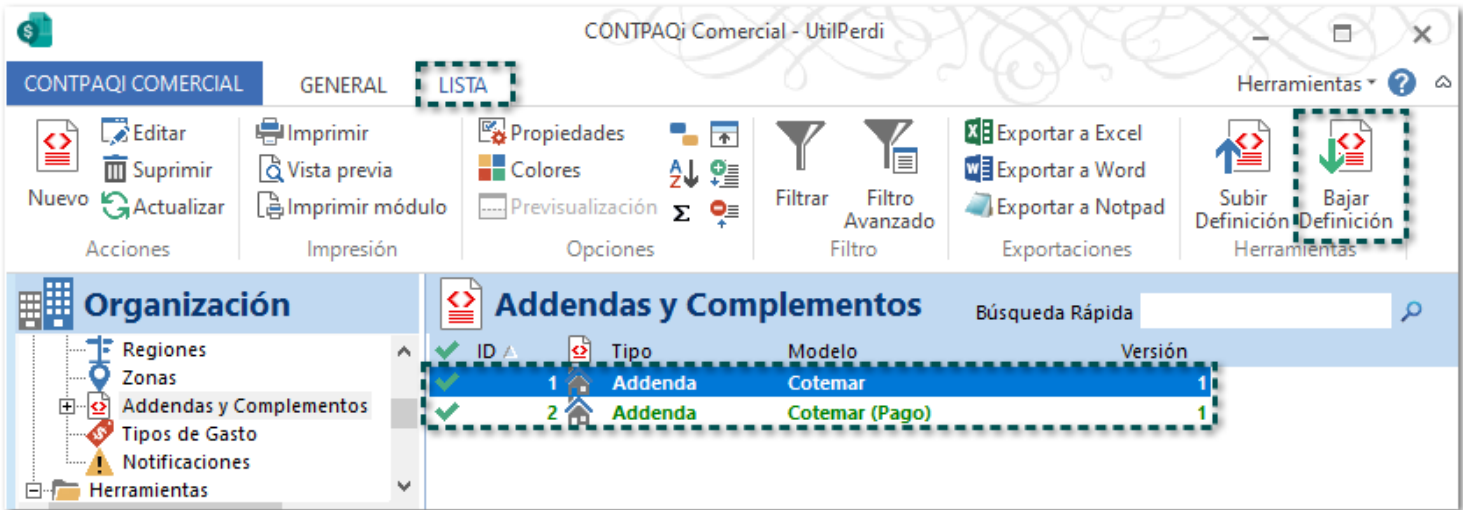 CONTPAQi Comercial - UtilPerdi
CONTPAQI COMERCIAL GENERAL LISTA Herramientas
Nuevo
Editar
Suprimir
Actualizar
Acciones
Imprimir
Vista previa
Imprimir módulo
Impresión
Propiedades
Colores
Previsualización
Opciones
Filtrar
Filtro
Avanzado
Filtro
Exportar a Excel
Exportar a Word
Exportar a Notpad
Exportaciones
Subir
Definición
Bajar
Definición
Herramientas
Organización
Regiones
Zonas
Addendas y Complementos
Tipos de Gasto
Notificaciones
Herramientas
Addendas y Complementos Búsqueda Rápida
ID Tipo Modelo Versión
1 Addenda Cotemar 1
2 Addenda Cotemar (Pago) 1